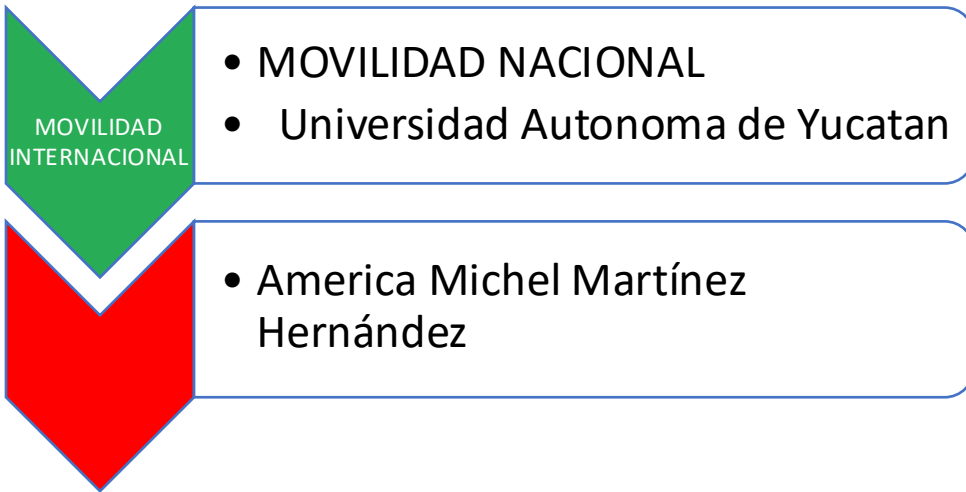 MOVILIDAD
INTERNACIONAL
• MOVILIDAD NACIONAL
• Universidad Autonoma de Yucatan
• America Michel Martínez
Hernández